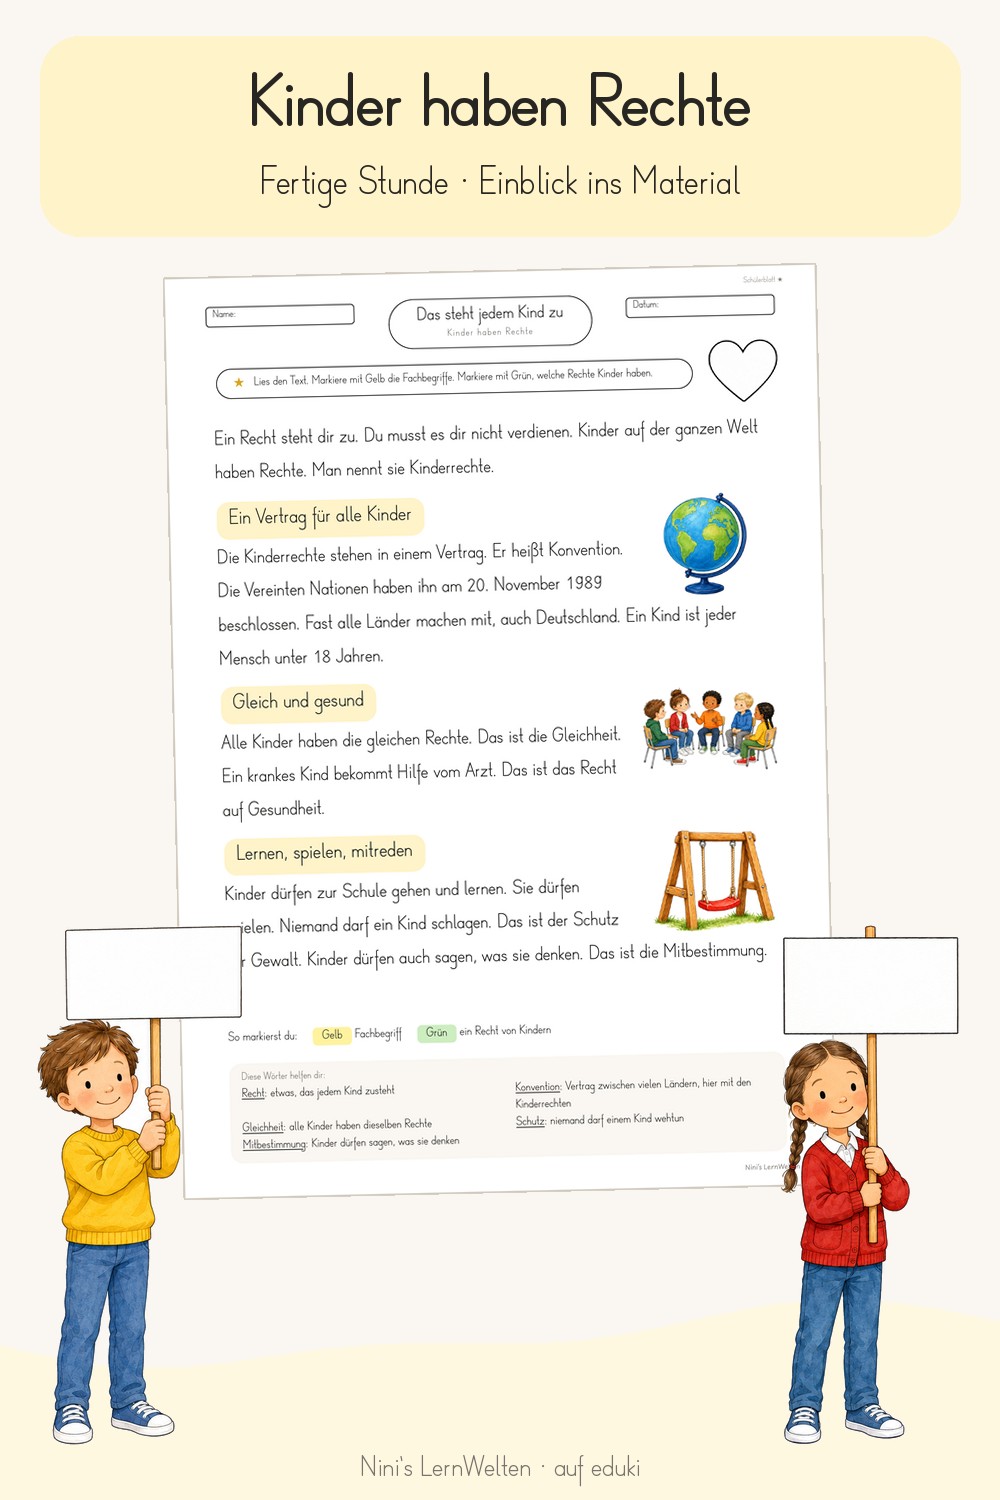 Kinder haben Rechte
Fertige Stunde · Einblick ins Material
Schülerblatt ★
Name:
Das steht jedem Kind zu
Kinder haben Rechte
Datum:
★ Lies den Text. Markiere mit Gelb die Fachbegriffe. Markiere mit Grün, welche Rechte Kinder haben.
Ein Recht steht dir zu. Du musst es dir nicht verdienen. Kinder auf der ganzen Welt
haben Rechte. Man nennt sie Kinderrechte.
Ein Vertrag für alle Kinder
Die Kinderrechte stehen in einem Vertrag. Er heißt Konvention.
Die Vereinten Nationen haben ihn am 20. November 1989
beschlossen. Fast alle Länder machen mit, auch Deutschland. Ein Kind ist jeder
Mensch unter 18 Jahren.
Gleich und gesund
Alle Kinder haben die gleichen Rechte. Das ist die Gleichheit.
Ein krankes Kind bekommt Hilfe vom Arzt. Das ist das Recht
auf Gesundheit.
Lernen, spielen, mitreden
Kinder dürfen zur Schule gehen und lernen. Sie dürfen
ielen. Niemand darf ein Kind schlagen. Das ist der Schutz
r Gewalt. Kinder dürfen auch sagen, was sie denken. Das ist die Mitbestimmung.
So markierst du: Gelb Fachbegriff Grün ein Recht von Kindern
Diese Wörter helfen dir:
Recht: etwas, das jedem Kind zusteht
Gleichheit: alle Kinder haben dieselben Rechte
Mitbestimmung: Kinder dürfen sagen, was sie denken
Konvention: Vertrag zwischen vielen Ländern, hier mit den
Kinderrechten
Schutz: niemand darf einem Kind wehtun
Nini's LernWe
Nini's LernWelten · auf eduki